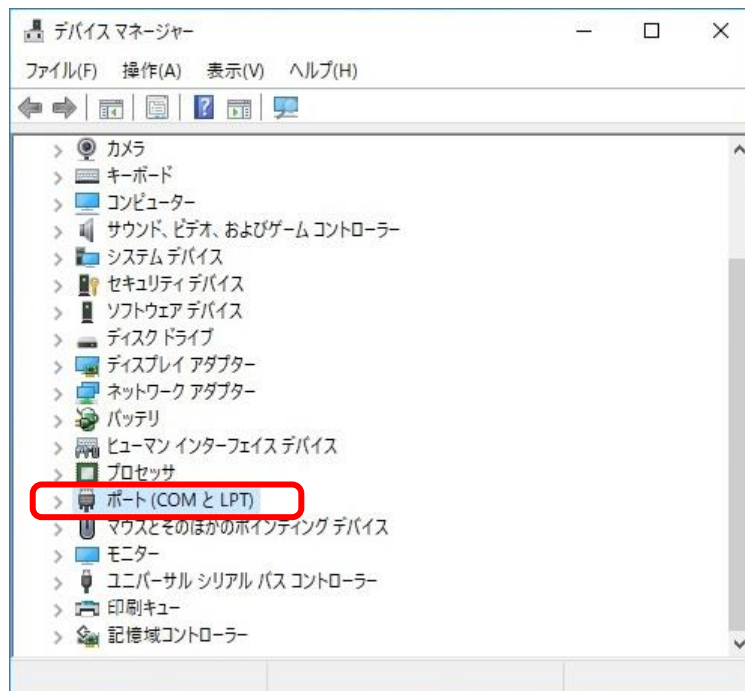 デバイス マネージャー
ファイル(F) 操作(A) 表示(V) ヘルプ(H)
カメラ
キーボード
コンピューター
サウンド、ビデオ、およびゲーム コントローラー
システム デバイス
セキュリティ デバイス
ソフトウェア デバイス
ディスク ドライブ
ディスプレイ アダプター
ネットワーク アダプター
バッテリ
ヒューマン インターフェイス デバイス
プロセッサ
ポート (COM と LPT)
マウスとそのほかのポインティング デバイス
モニター
ユニバーサル シリアル バス コントローラー
印刷キュー
記憶域コントローラー